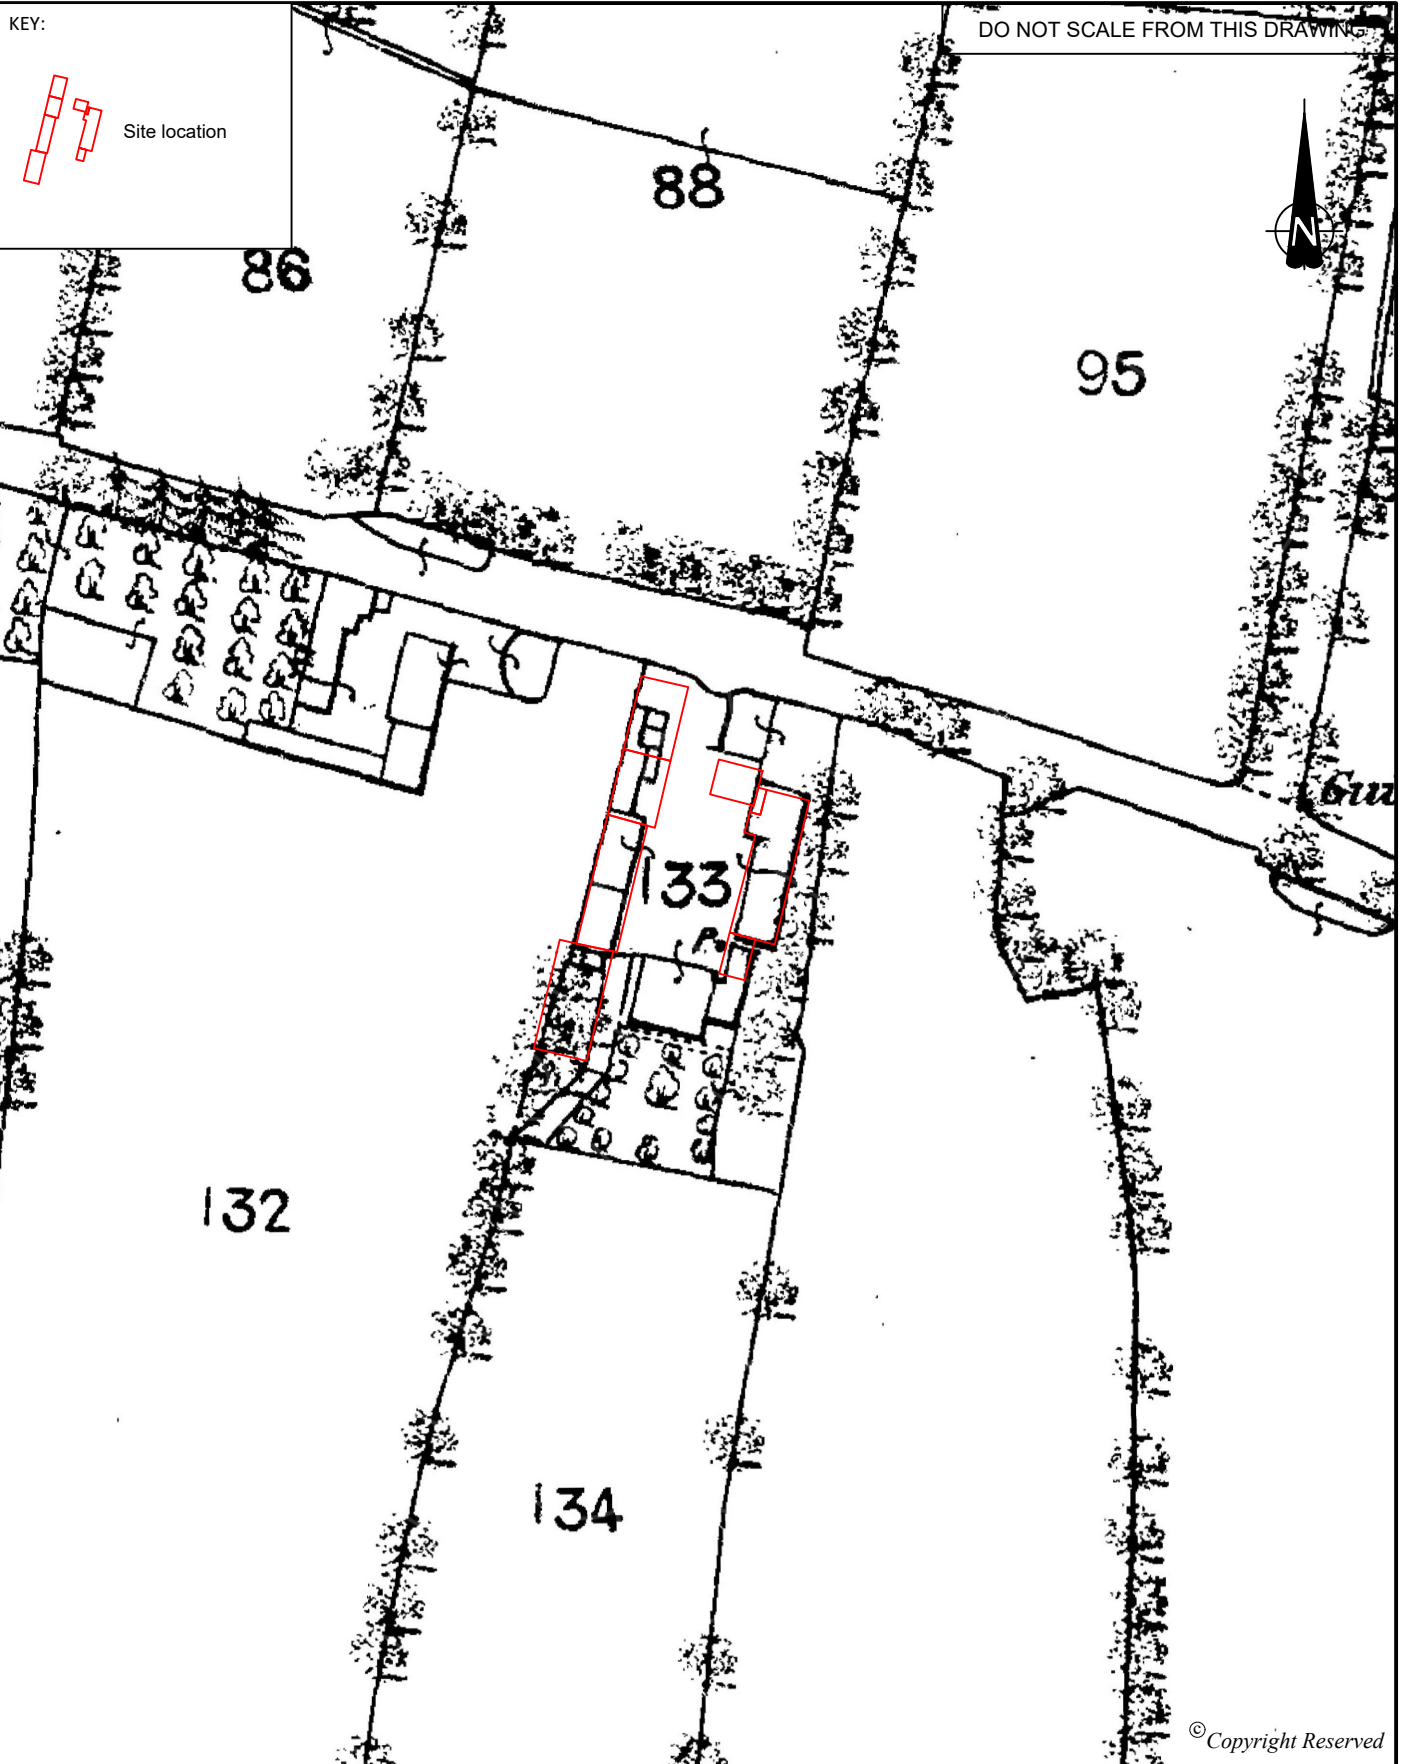 KEY:
DO NOT SCALE FROM THIS DRAWING
Site location
N
88
86
95
133
P.
132
134
© Copyright Reserved